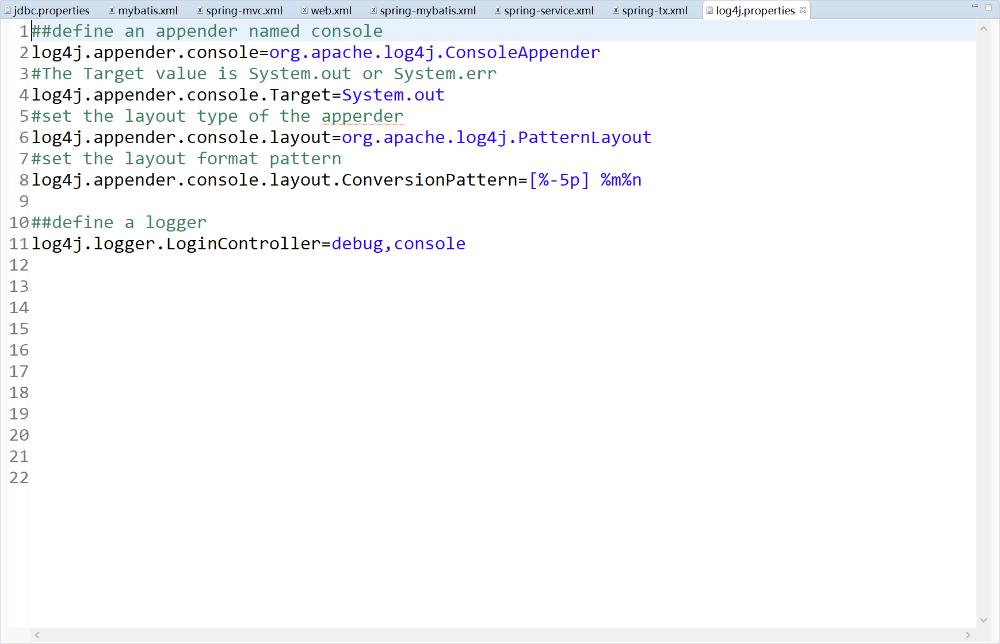 jdbc.properties mybatis.xml spring-mvc.xml web.xml spring-mybatis.xml spring-service.xml spring-tx.xml log4j.properties
1 ##define an appender named console
2 log4j.appender.console=org.apache.log4j.ConsoleAppender
3 #The Target value is System.out or System.err
4 log4j.appender.console.Target=System.out
5 #set the layout type of the apperder
6 log4j.appender.console.layout=org.apache.log4j.PatternLayout
7 #set the layout format pattern
8 log4j.appender.console.layout.ConversionPattern=[%-5p] %m%n
9
10 ##define a logger
11 log4j.logger.LoginController=debug,console
12
13
14
15
16
17
18
19
20
21
22